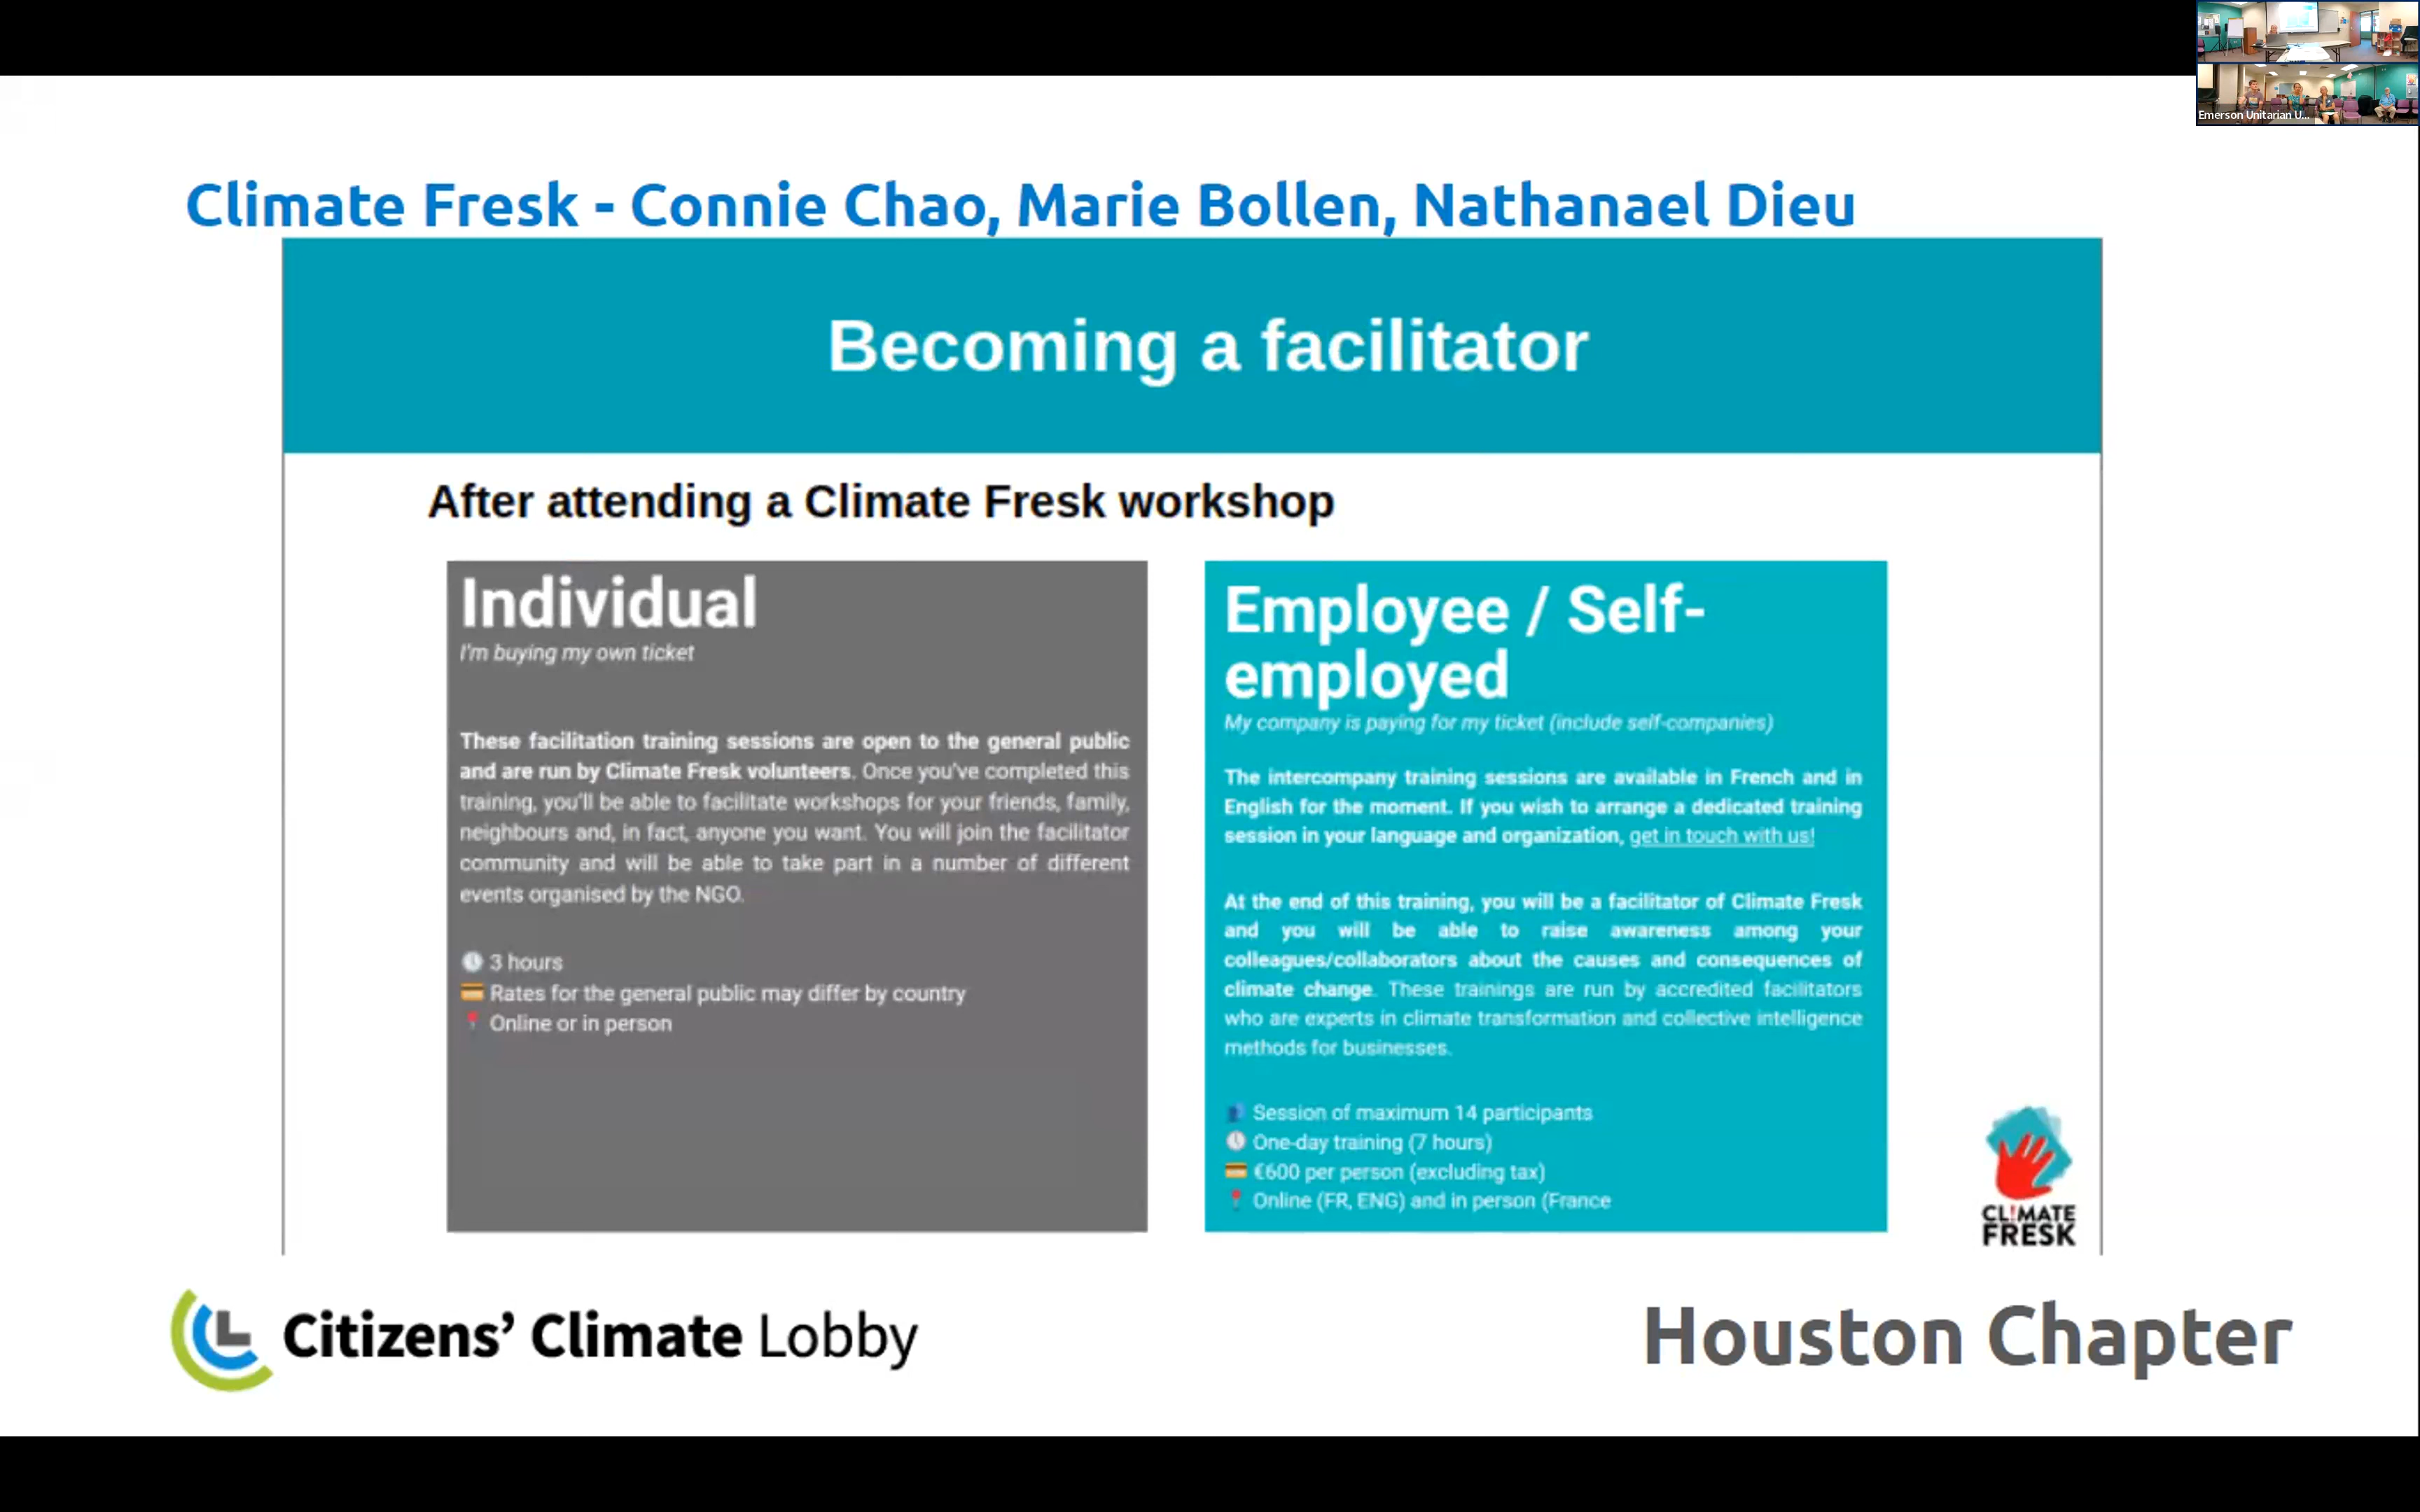 Emerson Unitarian U...
Climate Fresk - Connie Chao, Marie Bollen, Nathanael Dieu
Becoming a facilitator
After attending a Climate Fresk workshop
Individual
I'm buying my own ticket
These facilitation training sessions are open to the general public
and are run by Climate Fresk volunteers. Once you've completed this
training, you'll be able to facilitate workshops for your friends, family,
neighbours and, in fact, anyone you want. You will join the facilitator
community and will be able to take part in a number of different
events organised by the NGO.
3 hours
Rates for the general public may differ by country
Online or in person
Employee / Self-
employed
My company is paying for my ticket (include self-companies)
The intercompany training sessions are available in French and in
English for the moment. If you wish to arrange a dedicated training
session in your language and organization, get in touch with us!
At the end of this training, you will be a facilitator of Climate Fresk
and you will be able to raise awareness among your
colleagues/collaborators about the causes and consequences of
climate change. These trainings are run by accredited facilitators
who are experts in climate transformation and collective intelligence
methods for businesses.
Session of maximum 14 participants
One-day training (7 hours)
€600 per person (excluding tax)
Online (FR, ENG) and in person (France
CL!MATE
FRESK
Citizens' Climate Lobby
Houston Chapter